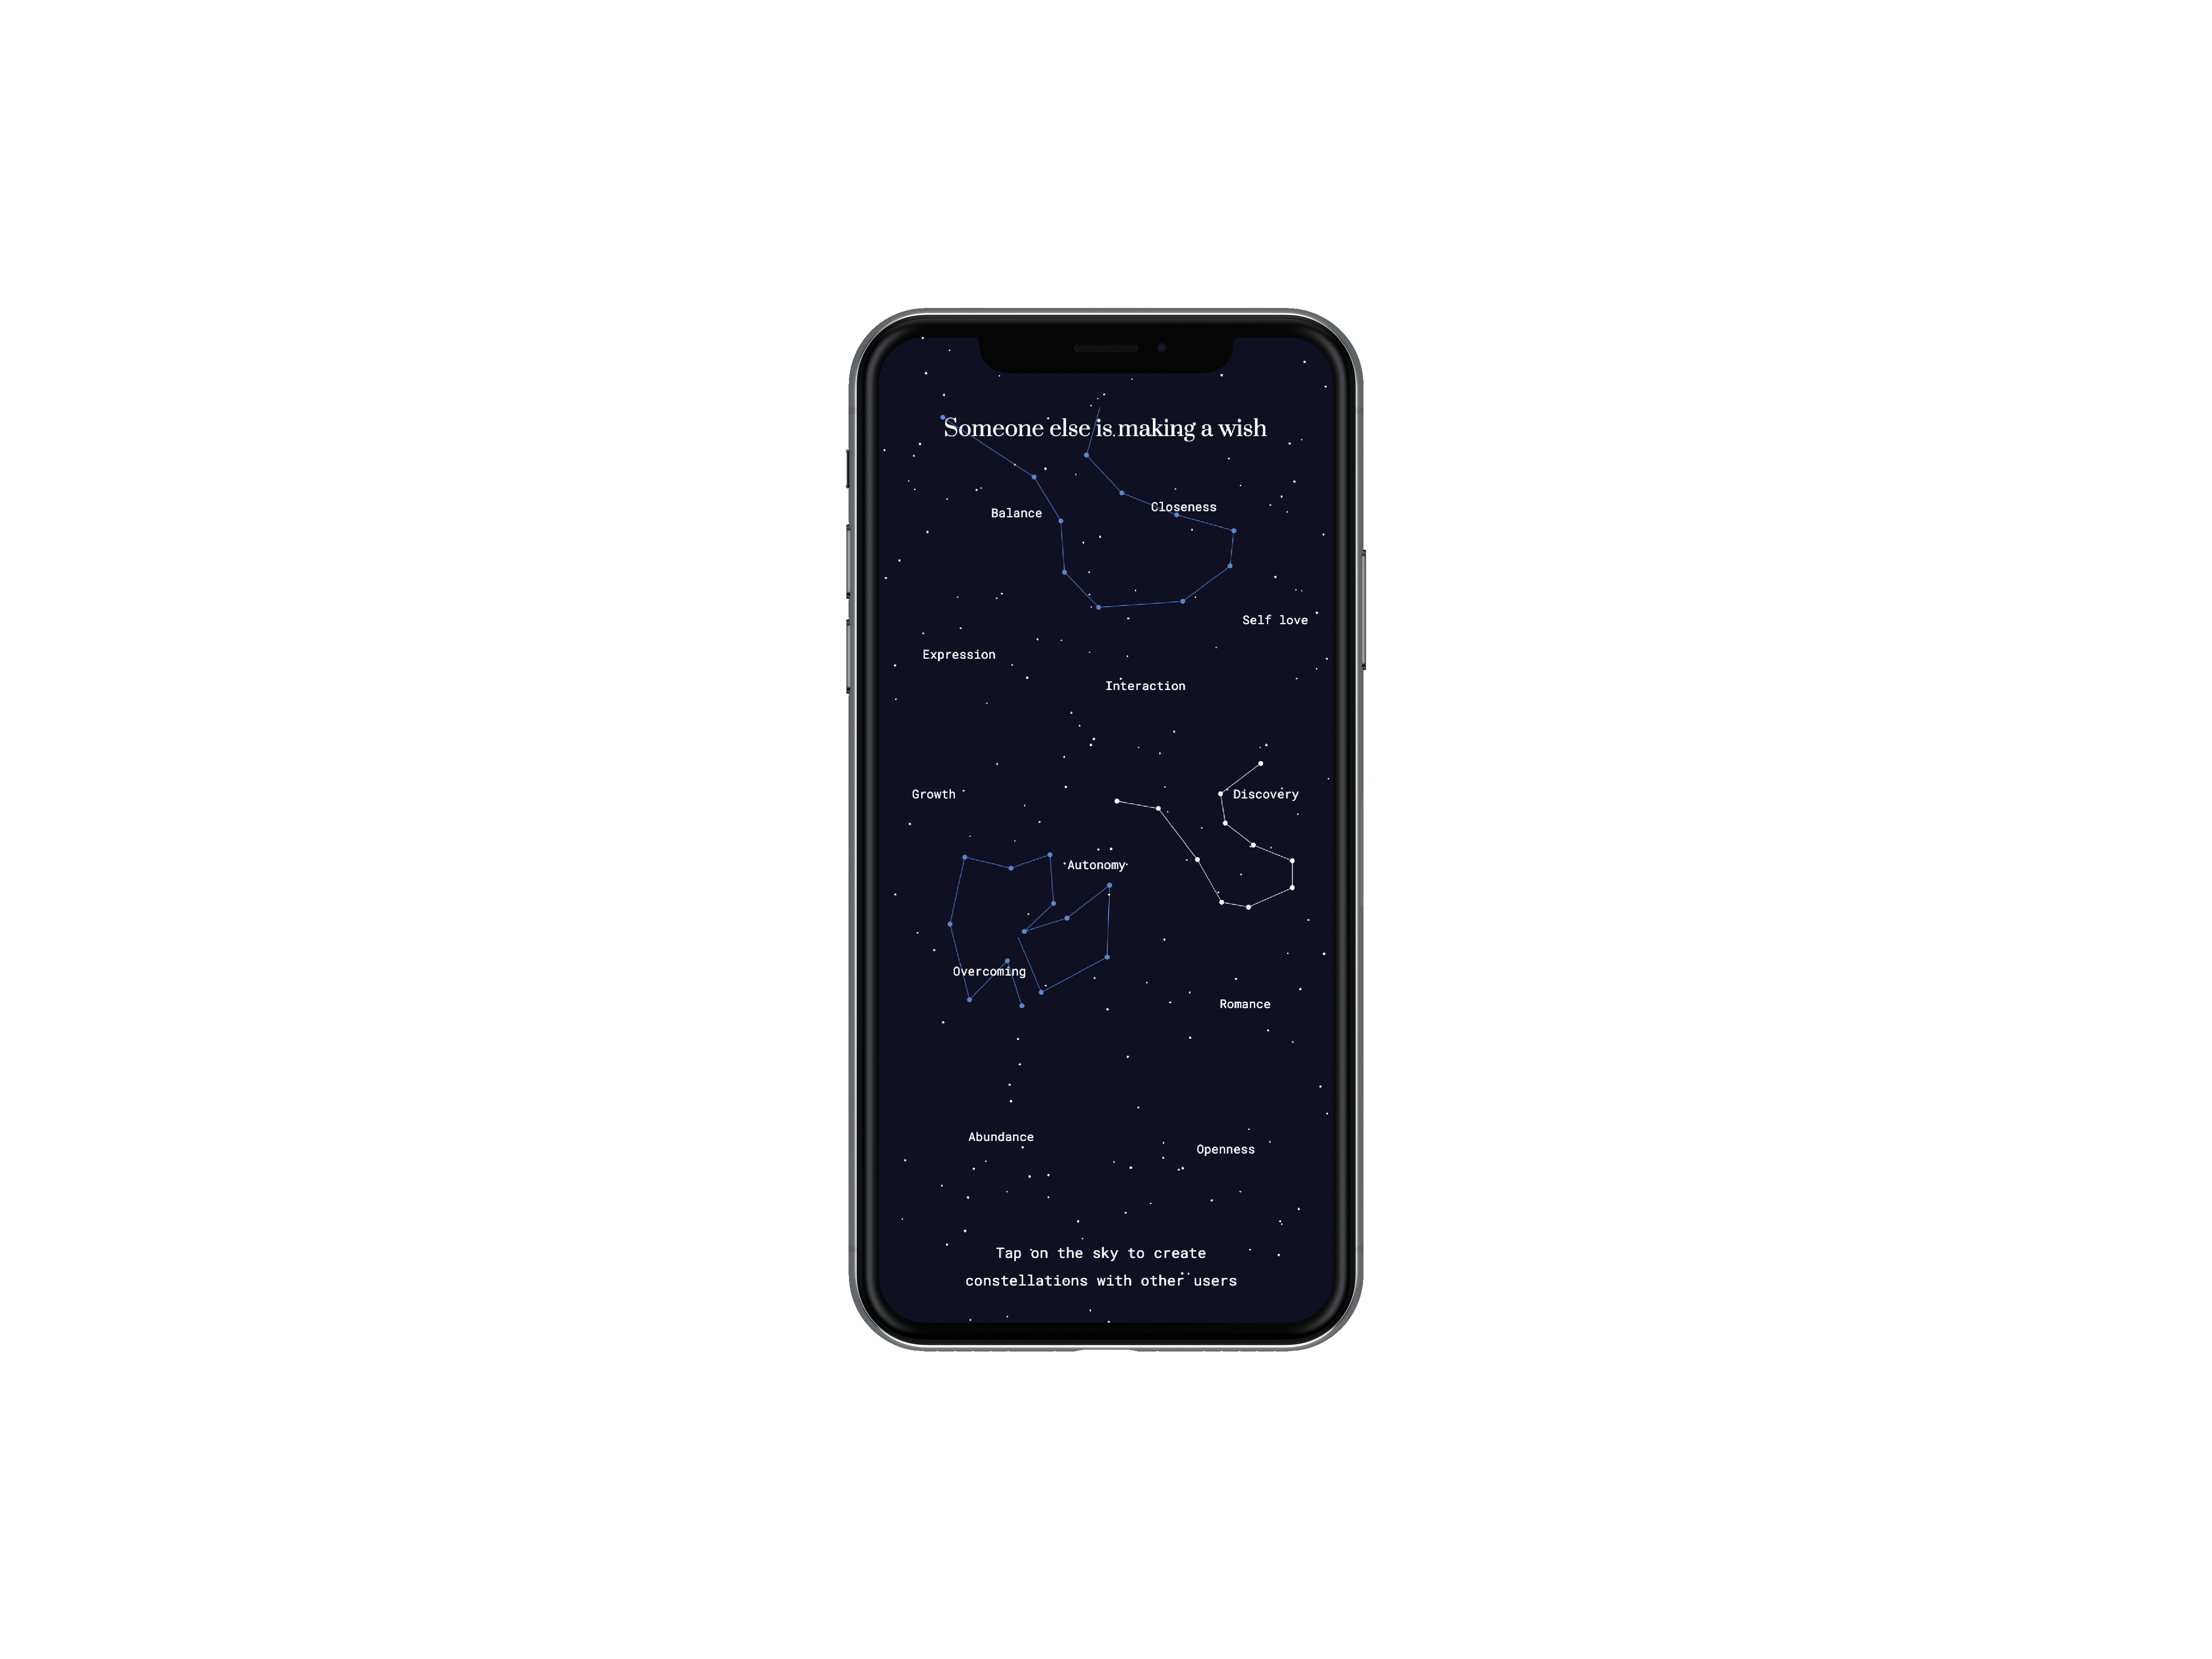 Someone else is making a wish
Closeness
Balance
Self love
Expression
Interaction
Growth
Discovery
Autonomy
Overcoming
Romance
Abundance
Openness
Tap on the sky to create
constellations with other users